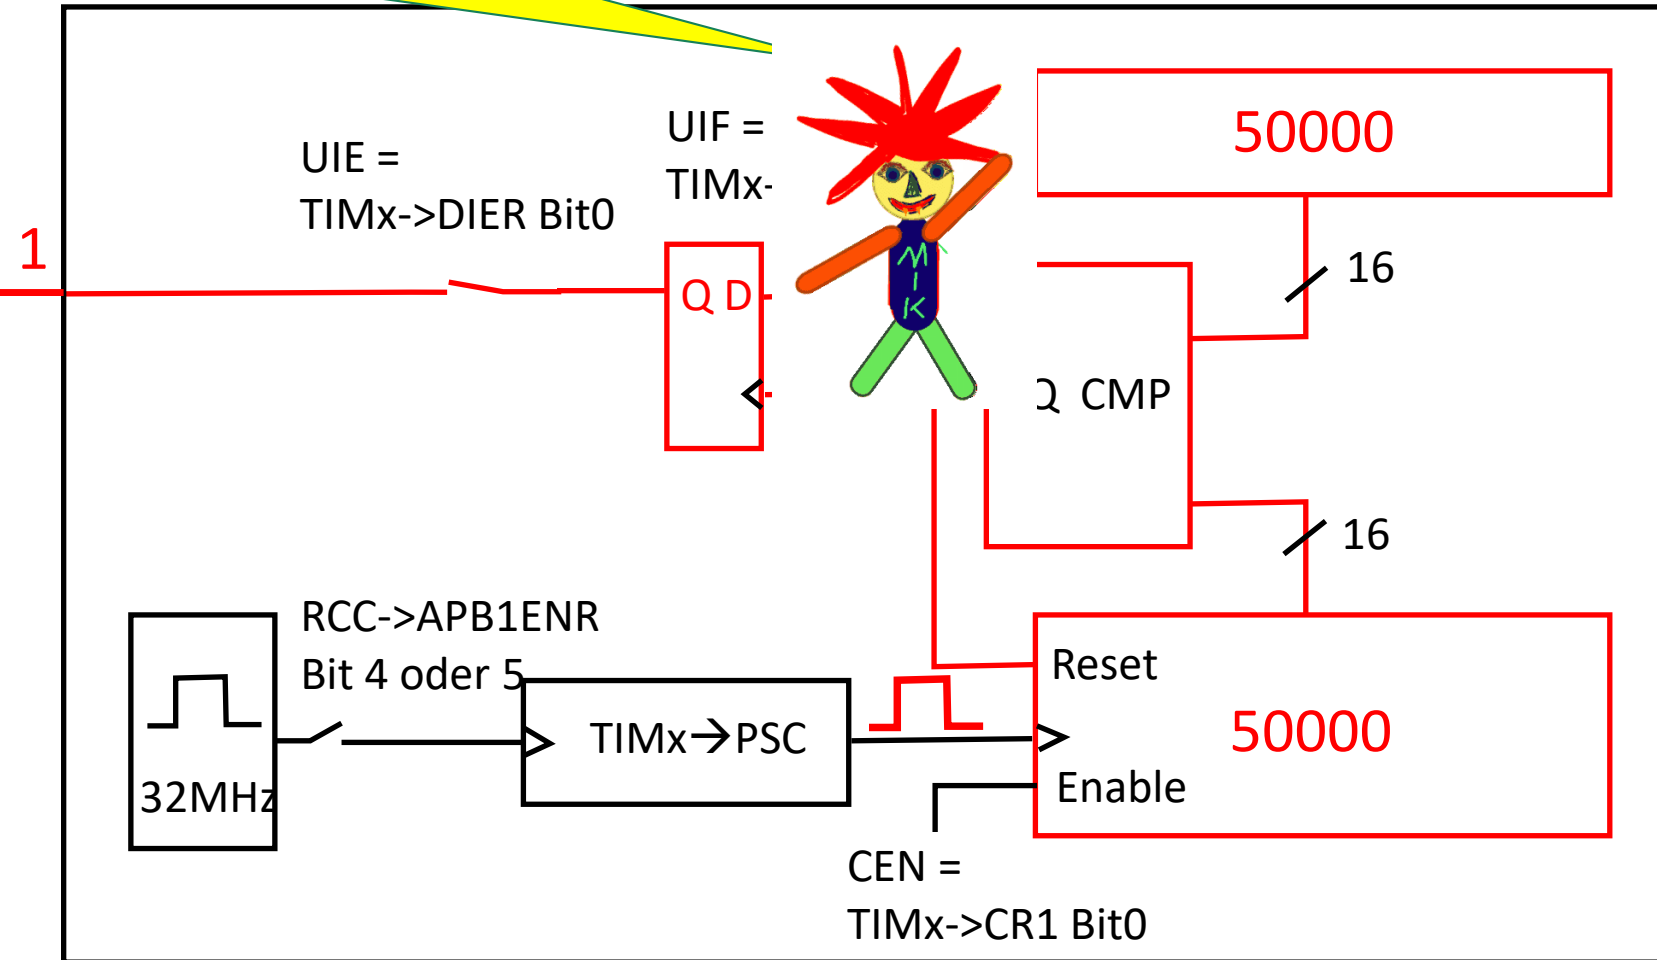 50000
UIF =
TIMx-
UIE =
TIMx->DIER Bit0
1
Q D
MIK
16
CMP
16
RCC->APB1ENR
Bit 4 oder 5
Reset
TIMx→PSC
50000
32MHz
Enable
CEN =
TIMx->CR1 Bit0